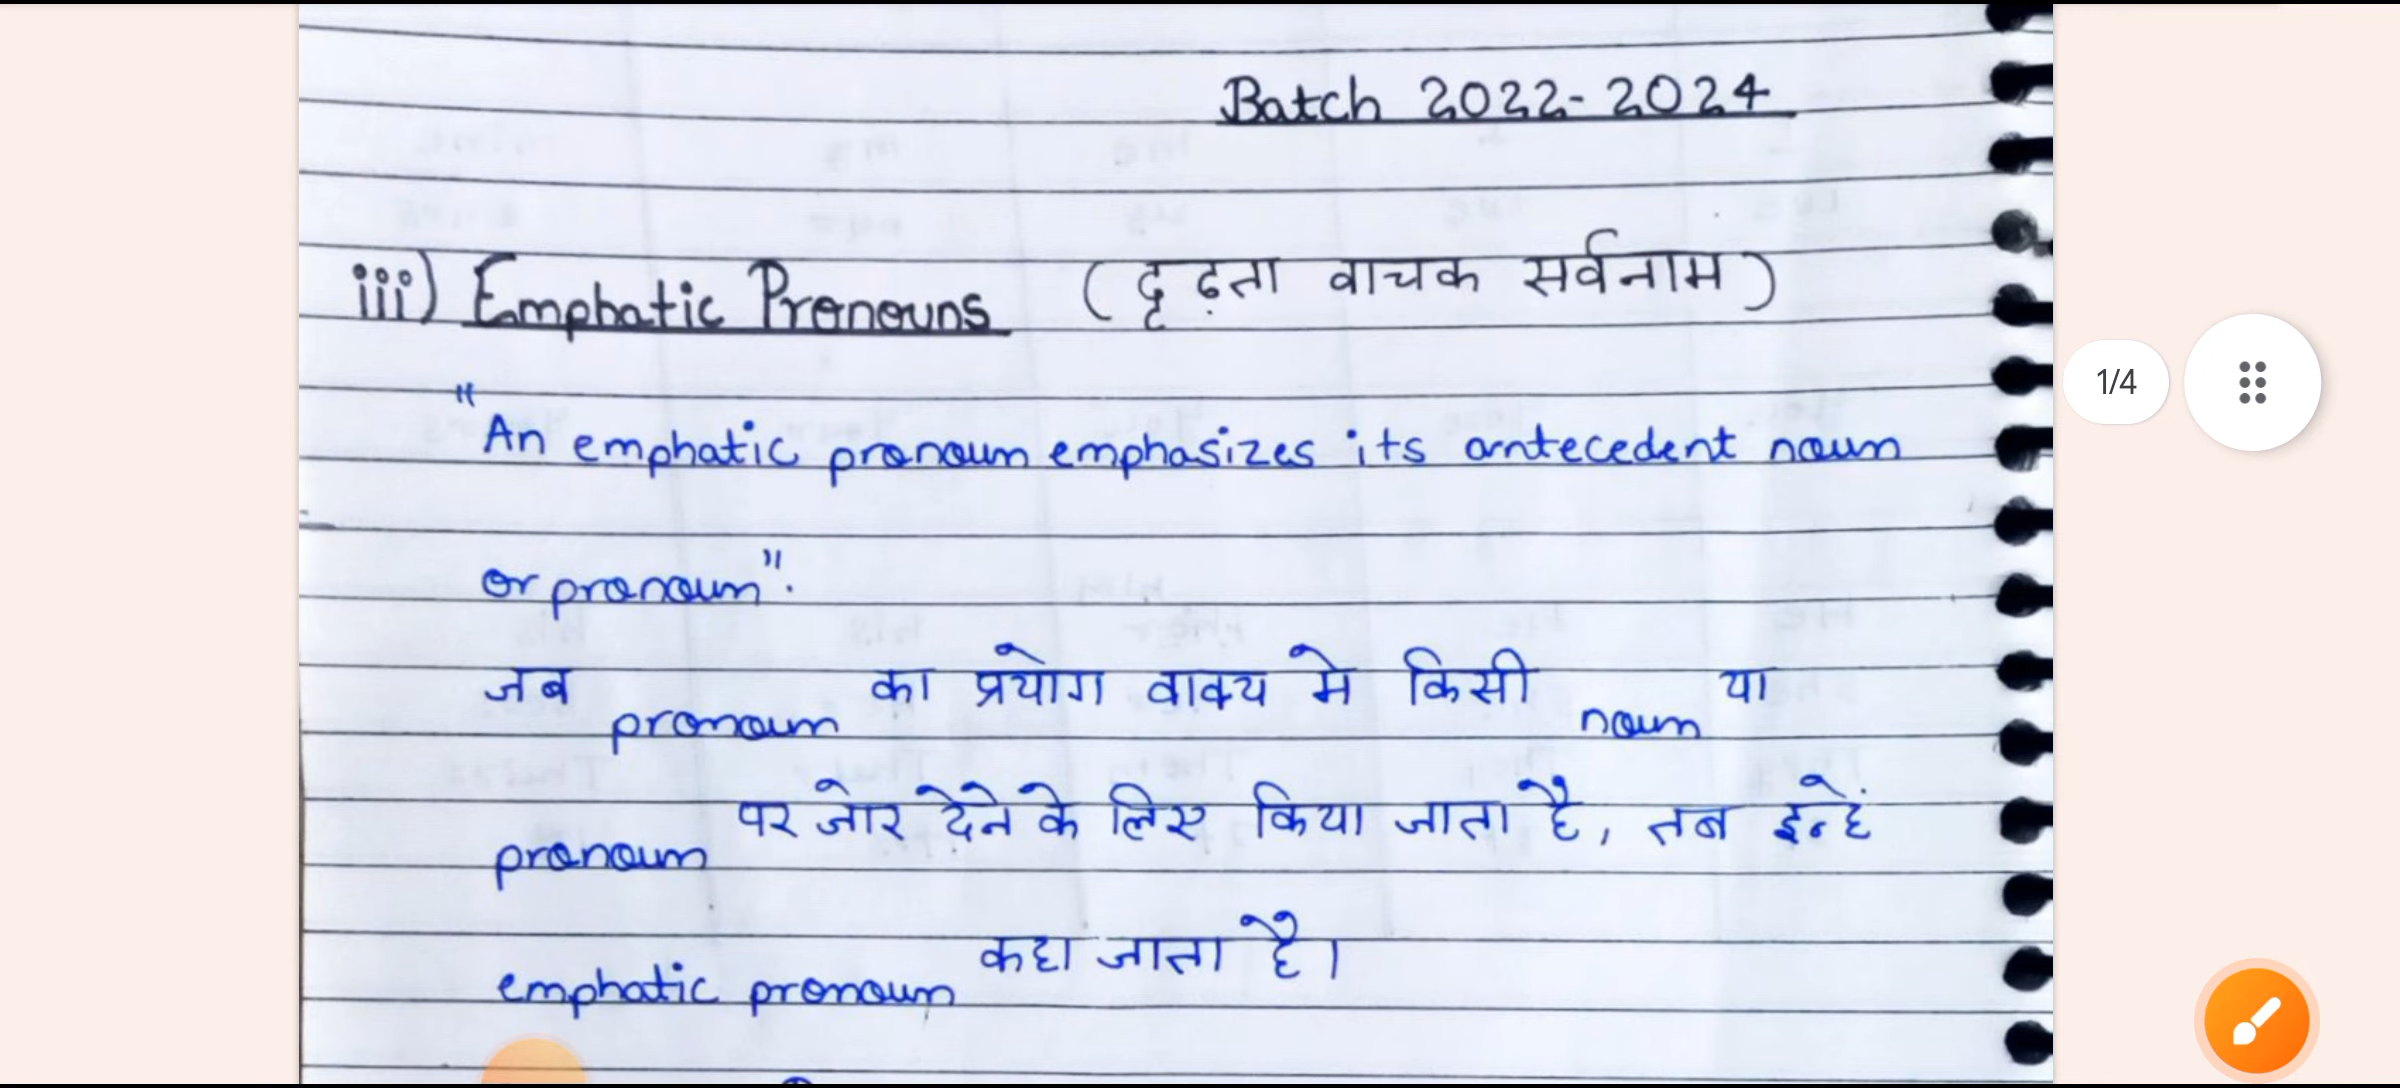 Batch 2022-2024
iii) Emphatic Pronouns (दृढ़ता वाचक सर्वनाम)
"An emphatic pronoun emphasizes its antecedent noun
or pronoun".
जब pronoun का प्रयोग वाक्य मे किसी noun या
pronoun पर जोर देने के लिए किया जाता है, तब इन्हें
emphatic pronoun कहा जाता है।
1/4